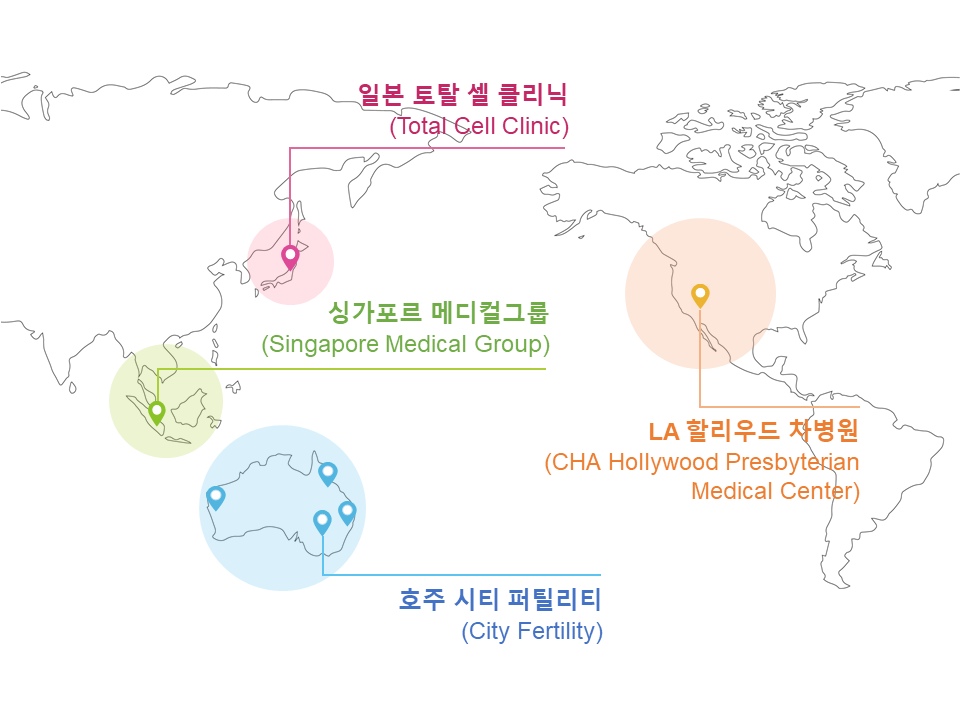 일본 토탈 셀 클리닉
(Total Cell Clinic)
싱가포르 메디컬그룹
(Singapore Medical Group)
LA 할리우드 차병원
(CHA Hollywood Presbyterian
Medical Center)
호주 시티 퍼틸리티
(City Fertility)